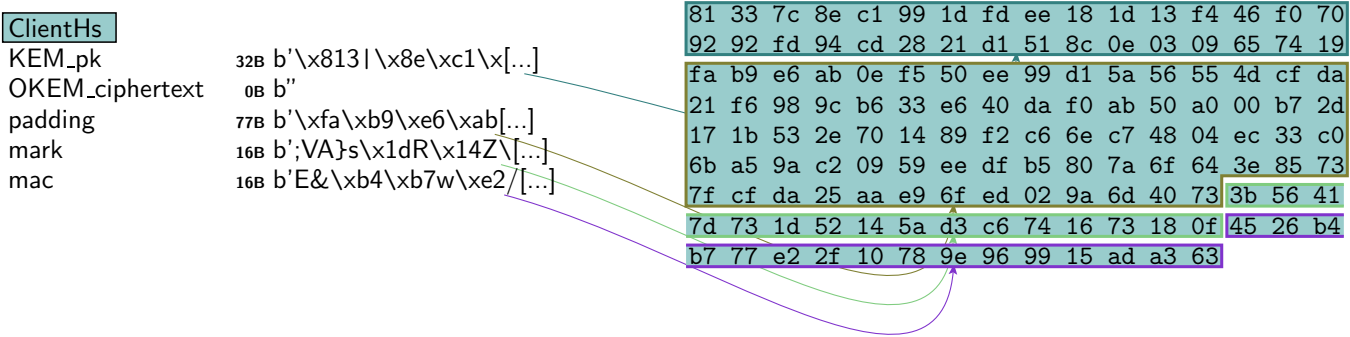 ClientHs
KEM_pk 32B b'\x813|\x8e\xc1\x[...]
OKEM_ciphertext 0B b''
padding 77B b'\xfa\xb9\xe6\xab[...]
mark 16B b';VA}s\x1dR\x14Z\[...]
mac 16B b'E&\xb4\xb7w\xe2/[...]
81 33 7c 8e c1 99 1d fd ee 18 1d 13 f4 46 f0 70
92 92 fd 94 cd 28 21 d1 51 8c 0e 03 09 65 74 19
fa b9 e6 ab 0e f5 50 ee 99 d1 5a 56 55 4d cf da
21 f6 98 9c b6 33 e6 40 da f0 ab 50 a0 00 b7 2d
17 1b 53 2e 70 14 89 f2 c6 6e c7 48 04 ec 33 c0
6b a5 9a c2 09 59 ee df b5 80 7a 6f 64 3e 85 73
7f cf da 25 aa e9 6f ed 02 9a 6d 40 73 3b 56 41
7d 73 1d 52 14 5a d3 c6 74 16 73 18 0f 45 26 b4
b7 77 e2 2f 10 78 9e 96 99 15 ad a3 63